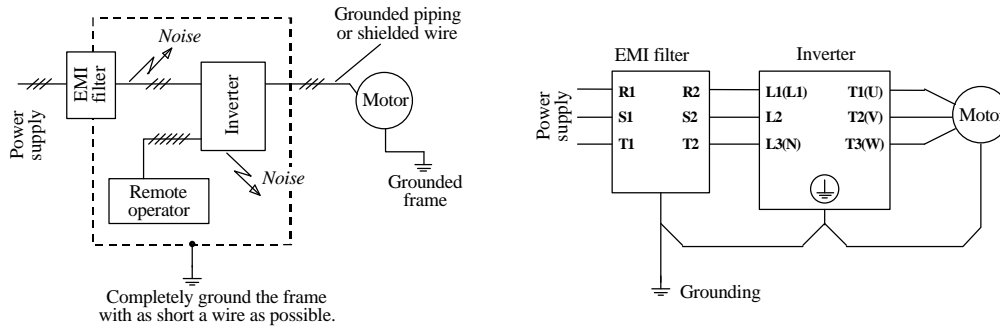 Grounded piping
or shielded wire
Noise
EMI
filter
Inverter
Motor
Power
supply
Noise
Remote
operator
Grounded
frame
Completely ground the frame
with as short a wire as possible.
EMI filter
Inverter
Power
supply
R1
R2
L1(L1)
T1(U)
S1
S2
L2
T2(V)
Motor
T1
T2
L3(N)
T3(W)
Grounding